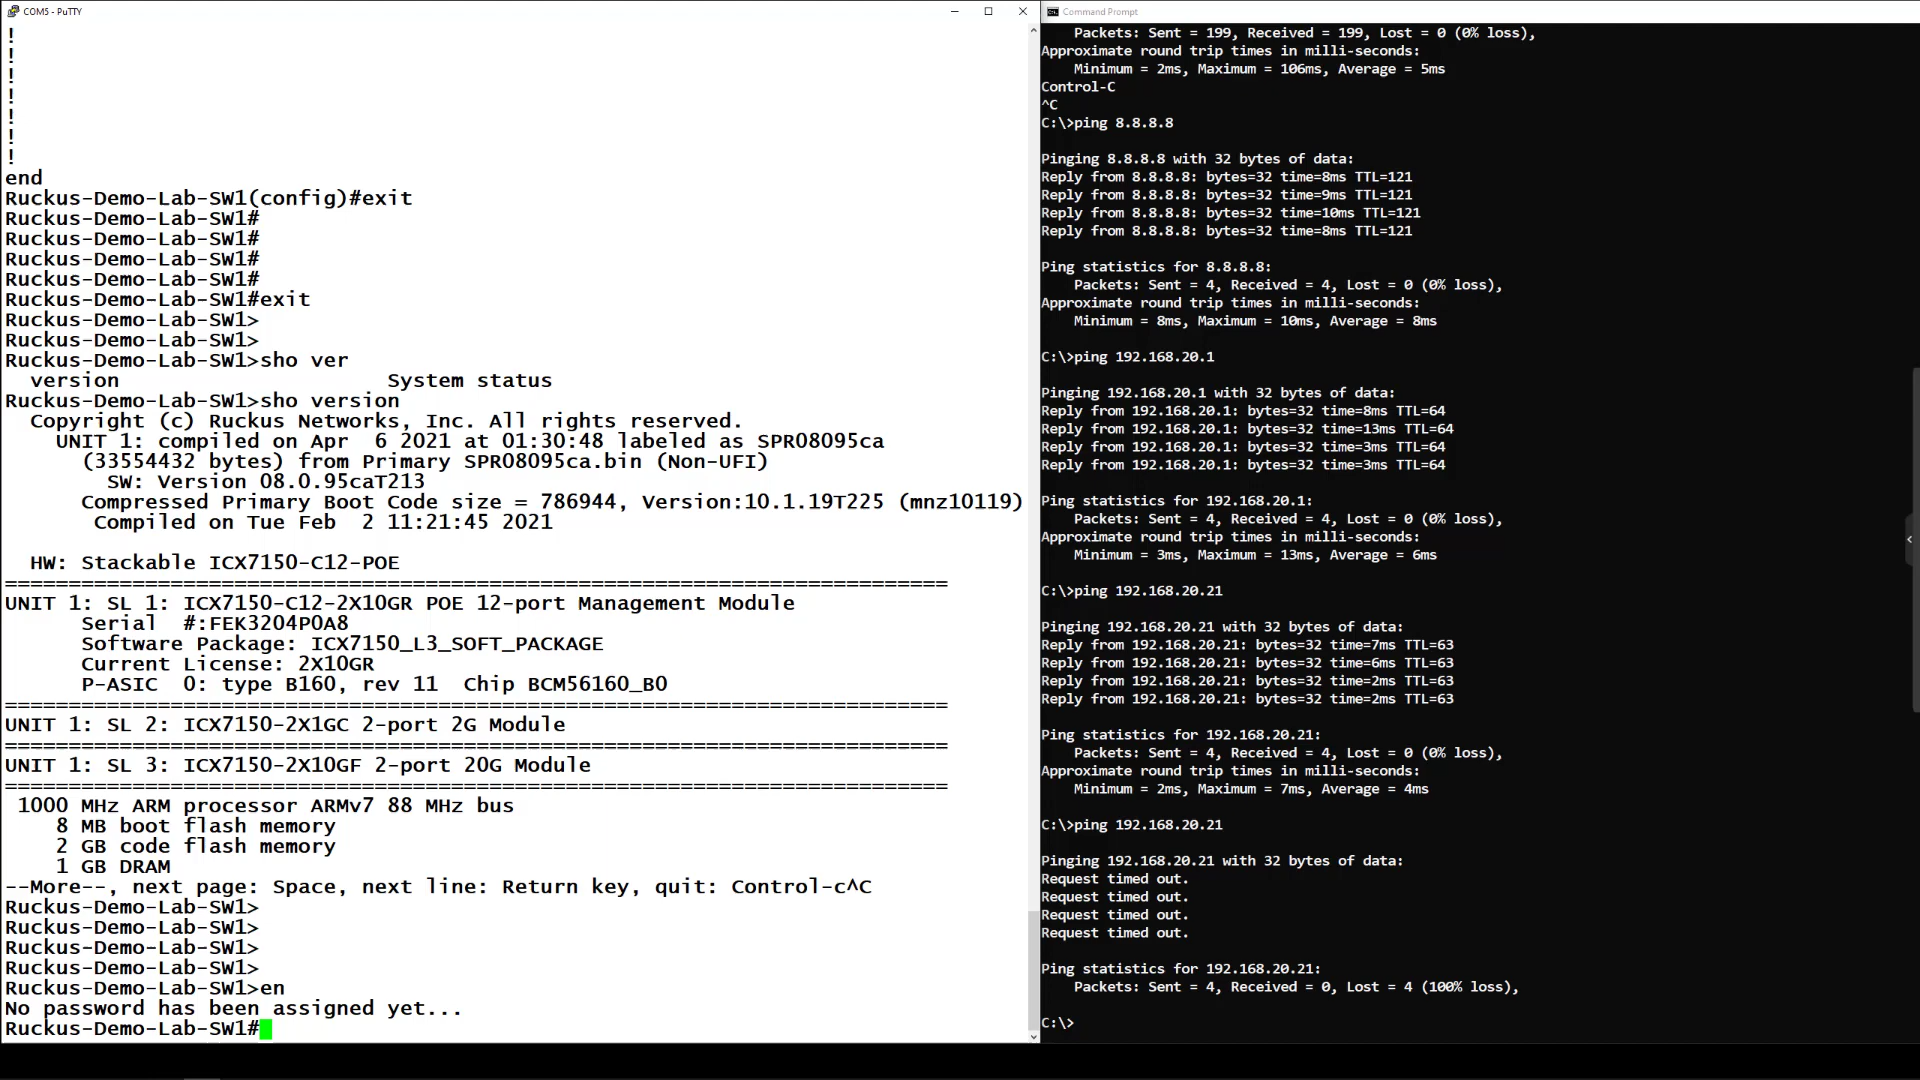 COM5 - PuTTY
!
!
!
!
!
!
!
end
Ruckus-Demo-Lab-SW1(config)#exit
Ruckus-Demo-Lab-SW1#
Ruckus-Demo-Lab-SW1#
Ruckus-Demo-Lab-SW1#
Ruckus-Demo-Lab-SW1#
Ruckus-Demo-Lab-SW1#exit
Ruckus-Demo-Lab-SW1>
Ruckus-Demo-Lab-SW1>
Ruckus-Demo-Lab-SW1>sho ver
  version                     System status
Ruckus-Demo-Lab-SW1>sho version
  Copyright (c) Ruckus Networks, Inc. All rights reserved.
    UNIT 1: compiled on Apr  6 2021 at 01:30:48 labeled as SPR08095ca
      (33554432 bytes) from Primary SPR08095ca.bin (Non-UFI)
        SW: Version 08.0.95caT213
      Compressed Primary Boot Code size = 786944, Version:10.1.19T225 (mnz10119)
       Compiled on Tue Feb  2 11:21:45 2021
  HW: Stackable ICX7150-C12-POE
==========================================================================
UNIT 1: SL 1: ICX7150-C12-2X10GR POE 12-port Management Module
      Serial  #:FEK3204P0A8
      Software Package: ICX7150_L3_SOFT_PACKAGE
      Current License: 2X10GR
      P-ASIC  0: type B160, rev 11  Chip BCM56160_B0
==========================================================================
UNIT 1: SL 2: ICX7150-2X1GC 2-port 2G Module
==========================================================================
UNIT 1: SL 3: ICX7150-2X10GF 2-port 20G Module
==========================================================================
 1000 MHz ARM processor ARMv7 88 MHz bus
    8 MB boot flash memory
    2 GB code flash memory
    1 GB DRAM
--More--, next page: Space, next line: Return key, quit: Control-c^C
Ruckus-Demo-Lab-SW1>
Ruckus-Demo-Lab-SW1>
Ruckus-Demo-Lab-SW1>
Ruckus-Demo-Lab-SW1>
Ruckus-Demo-Lab-SW1>en
No password has been assigned yet...
Ruckus-Demo-Lab-SW1#
Command Prompt
    Packets: Sent = 199, Received = 199, Lost = 0 (0% loss),
Approximate round trip times in milli-seconds:
    Minimum = 2ms, Maximum = 106ms, Average = 5ms
Control-C
^C
C:\>ping 8.8.8.8
Pinging 8.8.8.8 with 32 bytes of data:
Reply from 8.8.8.8: bytes=32 time=8ms TTL=121
Reply from 8.8.8.8: bytes=32 time=9ms TTL=121
Reply from 8.8.8.8: bytes=32 time=10ms TTL=121
Reply from 8.8.8.8: bytes=32 time=8ms TTL=121
Ping statistics for 8.8.8.8:
    Packets: Sent = 4, Received = 4, Lost = 0 (0% loss),
Approximate round trip times in milli-seconds:
    Minimum = 8ms, Maximum = 10ms, Average = 8ms
C:\>ping 192.168.20.1
Pinging 192.168.20.1 with 32 bytes of data:
Reply from 192.168.20.1: bytes=32 time=8ms TTL=64
Reply from 192.168.20.1: bytes=32 time=13ms TTL=64
Reply from 192.168.20.1: bytes=32 time=3ms TTL=64
Reply from 192.168.20.1: bytes=32 time=3ms TTL=64
Ping statistics for 192.168.20.1:
    Packets: Sent = 4, Received = 4, Lost = 0 (0% loss),
Approximate round trip times in milli-seconds:
    Minimum = 3ms, Maximum = 13ms, Average = 6ms
C:\>ping 192.168.20.21
Pinging 192.168.20.21 with 32 bytes of data:
Reply from 192.168.20.21: bytes=32 time=7ms TTL=63
Reply from 192.168.20.21: bytes=32 time=6ms TTL=63
Reply from 192.168.20.21: bytes=32 time=2ms TTL=63
Reply from 192.168.20.21: bytes=32 time=2ms TTL=63
Ping statistics for 192.168.20.21:
    Packets: Sent = 4, Received = 4, Lost = 0 (0% loss),
Approximate round trip times in milli-seconds:
    Minimum = 2ms, Maximum = 7ms, Average = 4ms
C:\>ping 192.168.20.21
Pinging 192.168.20.21 with 32 bytes of data:
Request timed out.
Request timed out.
Request timed out.
Request timed out.
Ping statistics for 192.168.20.21:
    Packets: Sent = 4, Received = 0, Lost = 4 (100% loss),
C:\>